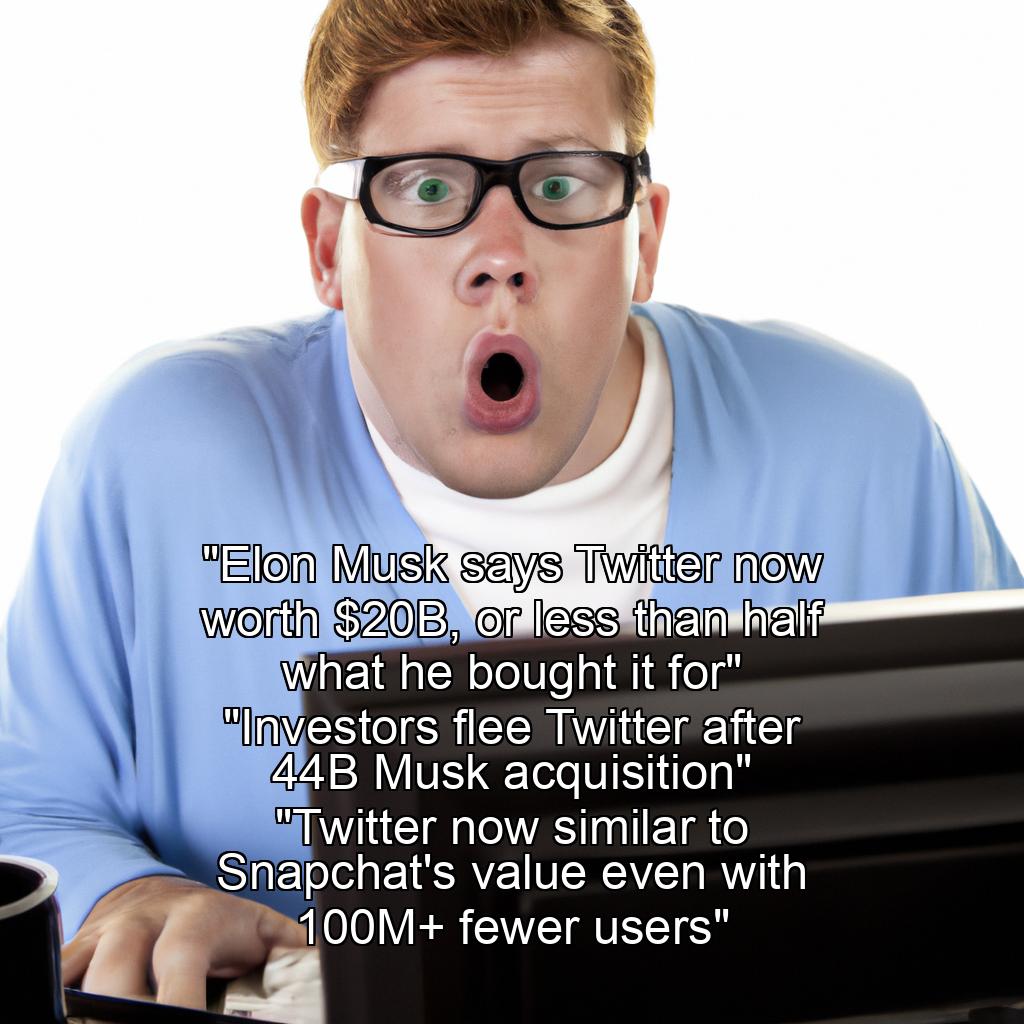 "Elon Musk says Twitter now
worth $20B, or less than half
what he bought it for"
"Investors flee Twitter after
44B Musk acquisition"
"Twitter now similar to
Snapchat's value even with
100M+ fewer users"